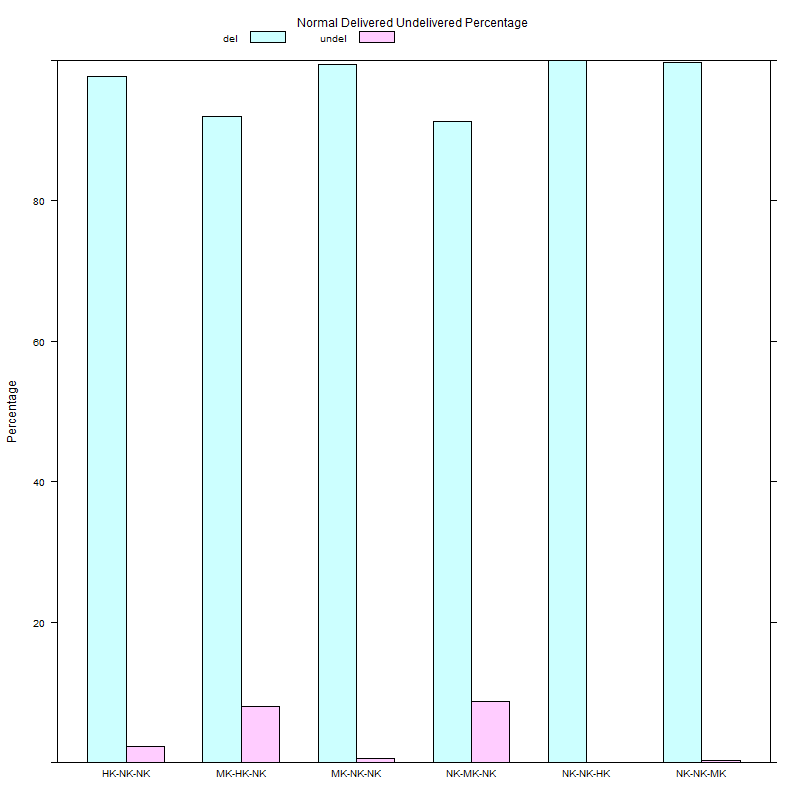 Normal Delivered Undelivered Percentage
del undel
80
60
40
20
Percentage
HK-NK-NK MK-HK-NK MK-NK-NK NK-MK-NK NK-NK-HK NK-NK-MK